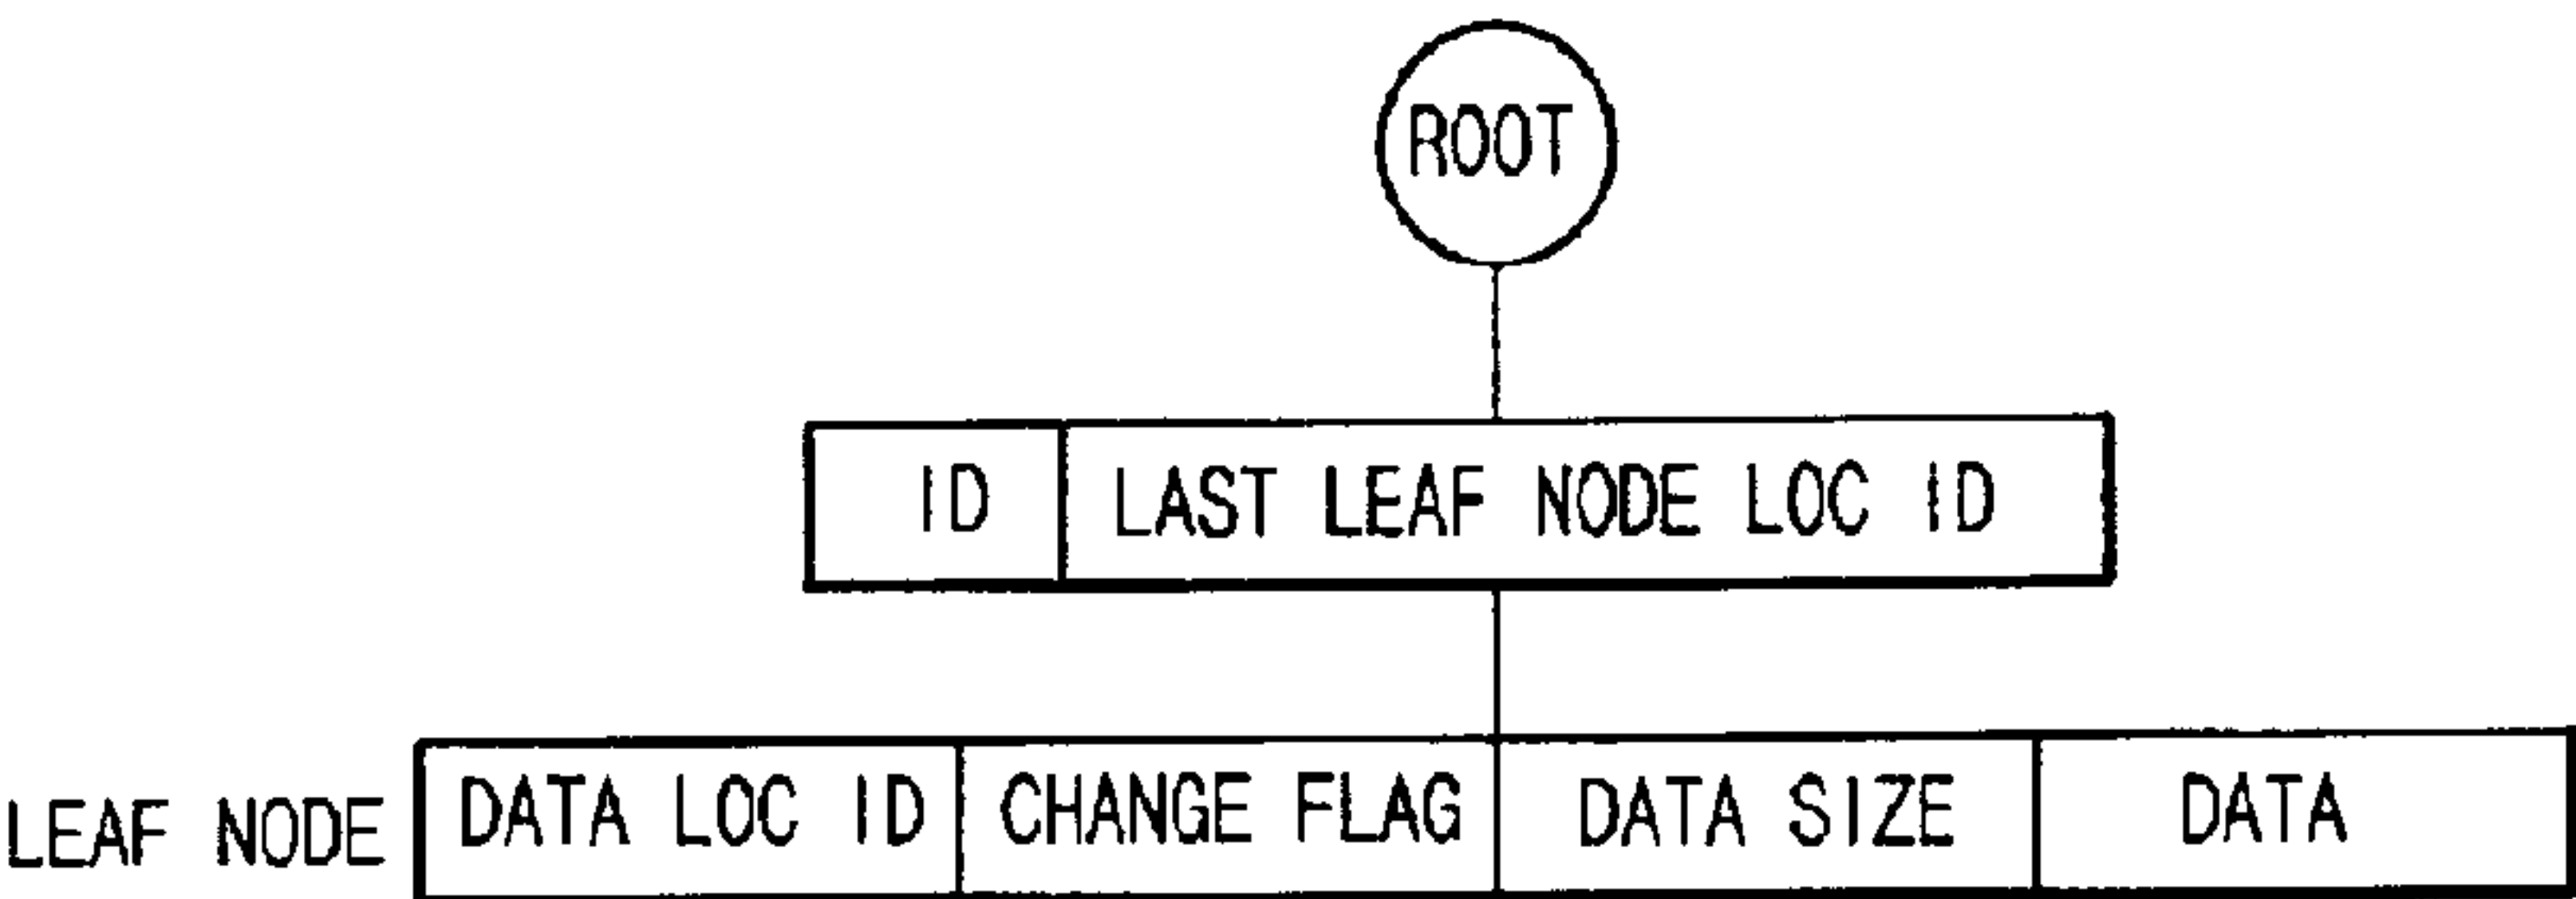 ROOT
ID LAST LEAF NODE LOC ID
LEAF NODE DATA LOC ID CHANGE FLAG DATA SIZE DATA